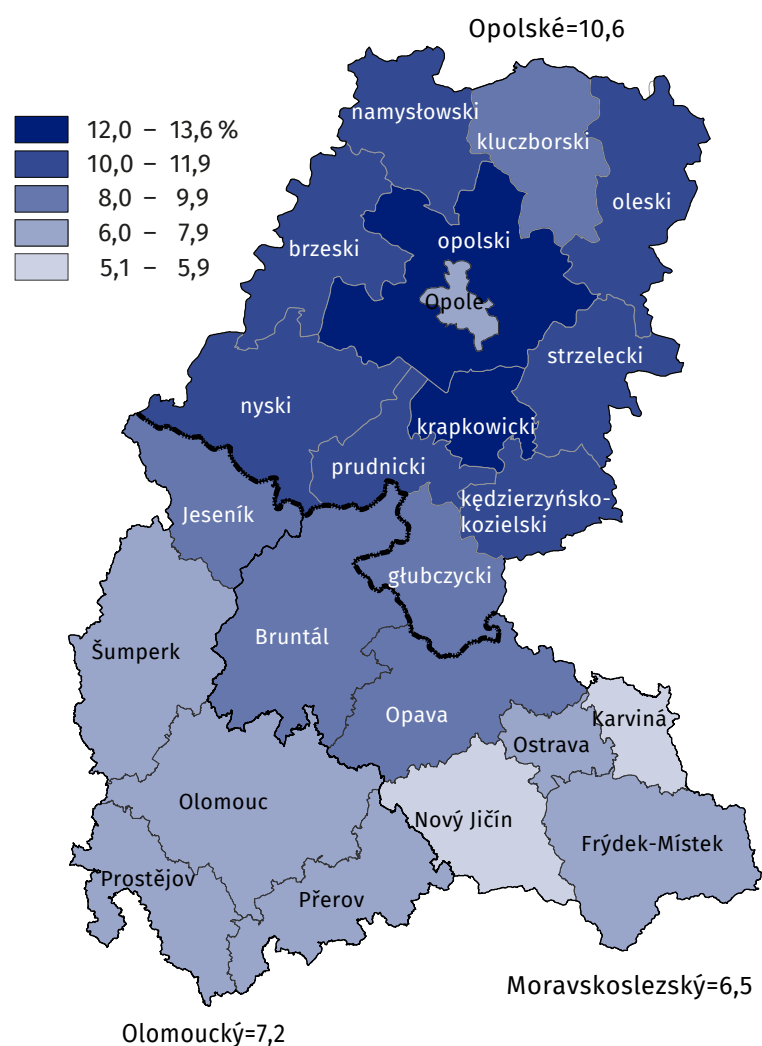 Opolské=10,6
12,0 – 13,6 %
10,0 – 11,9
8,0 – 9,9
6,0 – 7,9
5,1 – 5,9
namysłowski
kluczborski
oleski
brzeski
opolski
Opole
strzelecki
nyski
krapkowicki
prudnicki
kędzierzyńsko-
kozielski
Jeseník
głubczycki
Šumperk
Bruntál
Opava
Karviná
Ostrava
Olomouc
Nový Jičín
Frýdek-Místek
Prostějov
Přerov
Moravskoslezský=6,5
Olomoucký=7,2